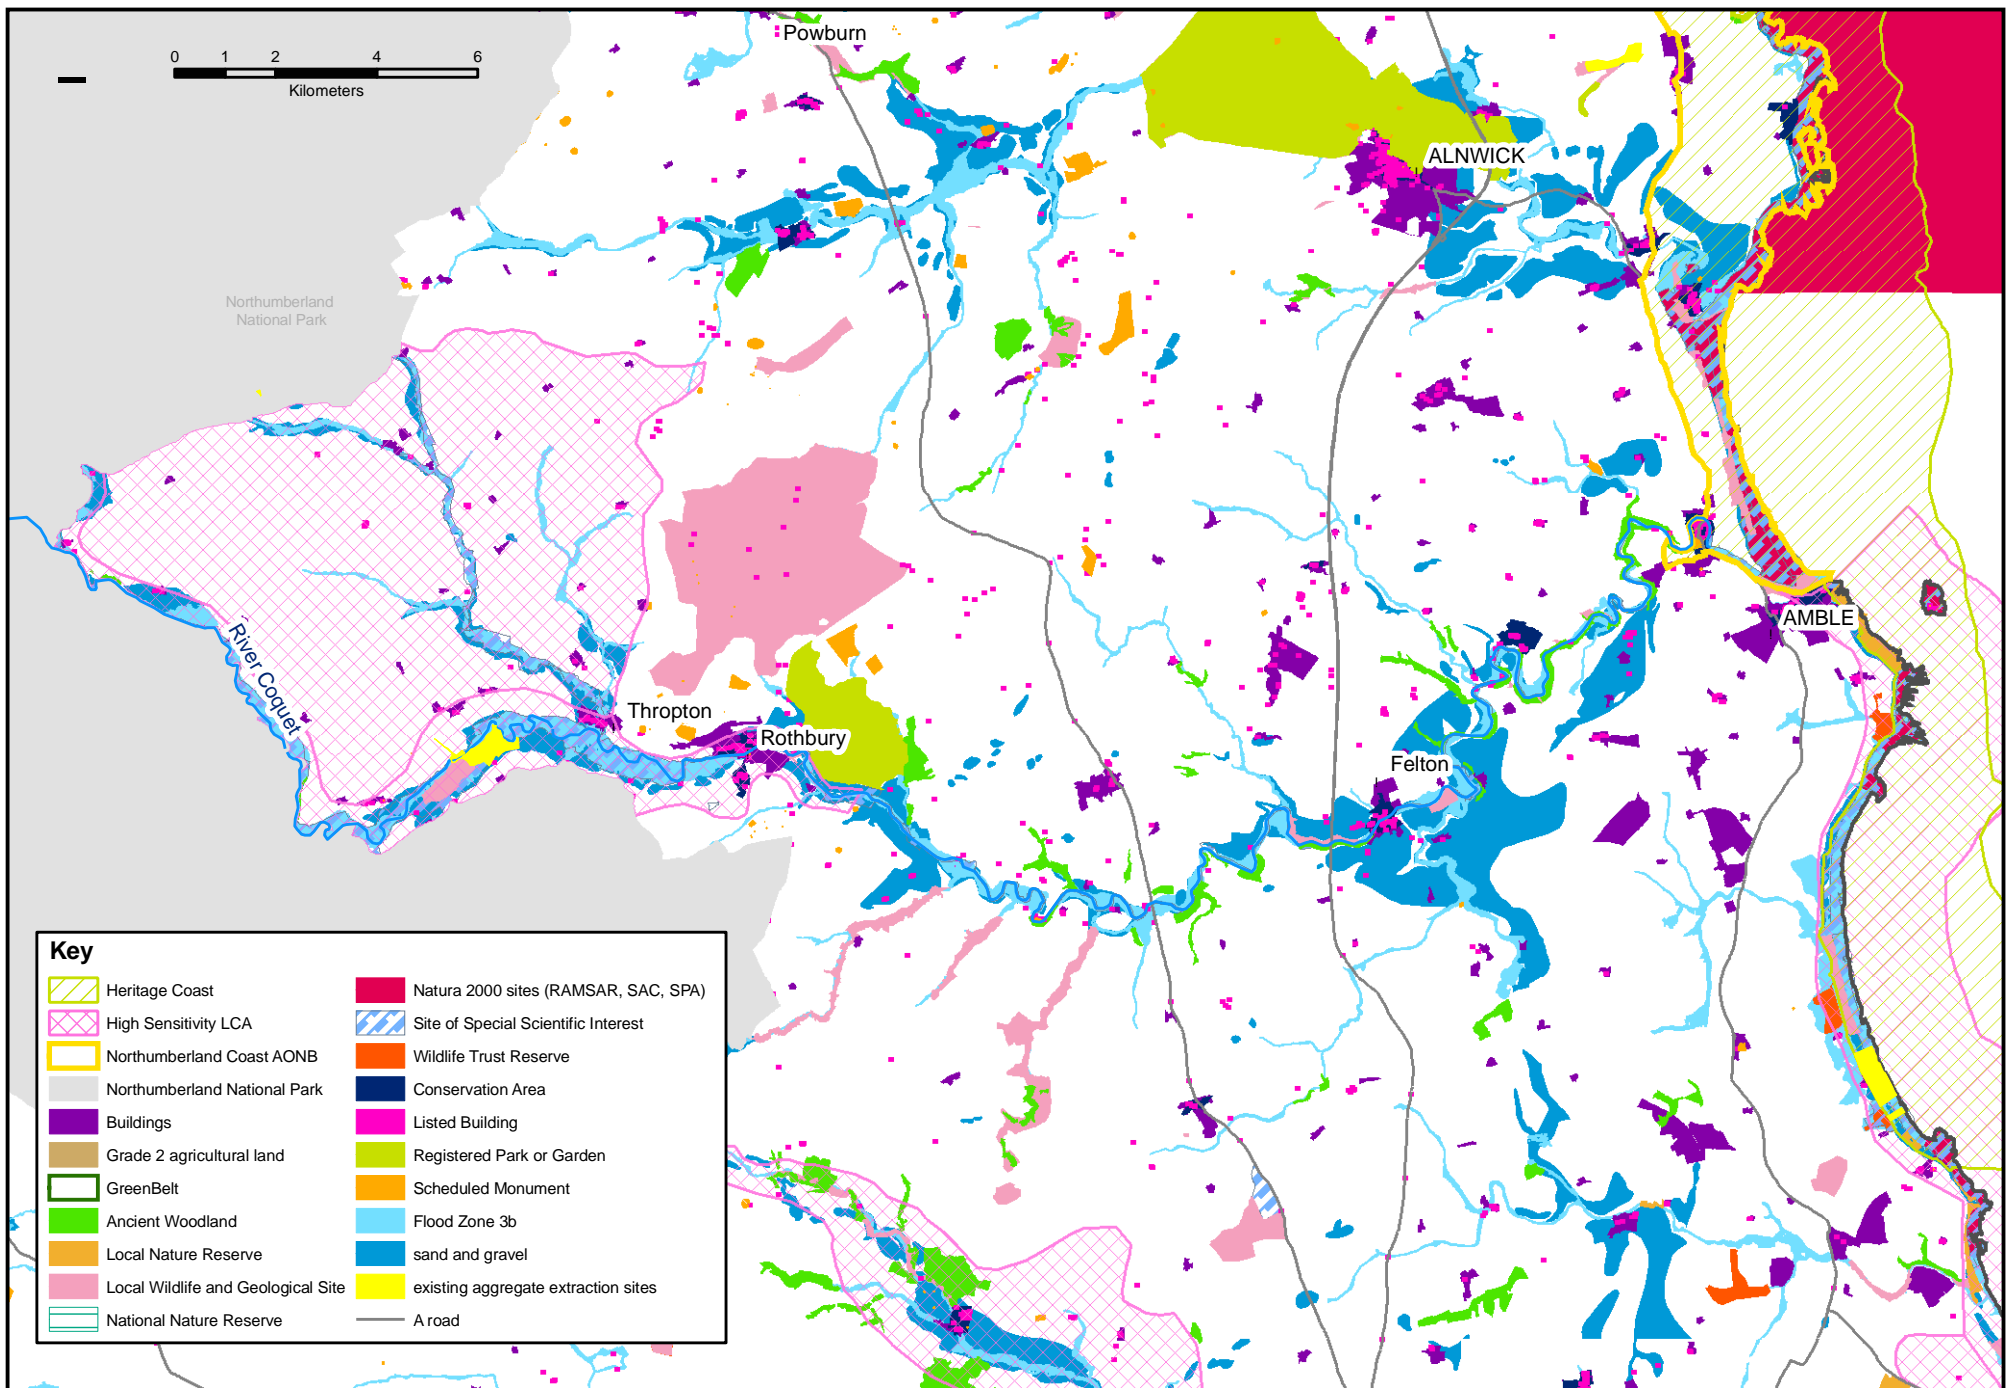 Powburn
0 1 2 4 6
Kilometers
ALNWICK
Northumberland
National Park
River Coquet
AMBLE
Thropton
Rothbury
Felton
Key
Heritage Coast
High Sensitivity LCA
Northumberland Coast AONB
Northumberland National Park
Buildings
Grade 2 agricultural land
GreenBelt
Ancient Woodland
Local Nature Reserve
Local Wildlife and Geological Site
National Nature Reserve
Natura 2000 sites (RAMSAR, SAC, SPA)
Site of Special Scientific Interest
Wildlife Trust Reserve
Conservation Area
Listed Building
Registered Park or Garden
Scheduled Monument
Flood Zone 3b
sand and gravel
existing aggregate extraction sites
A road